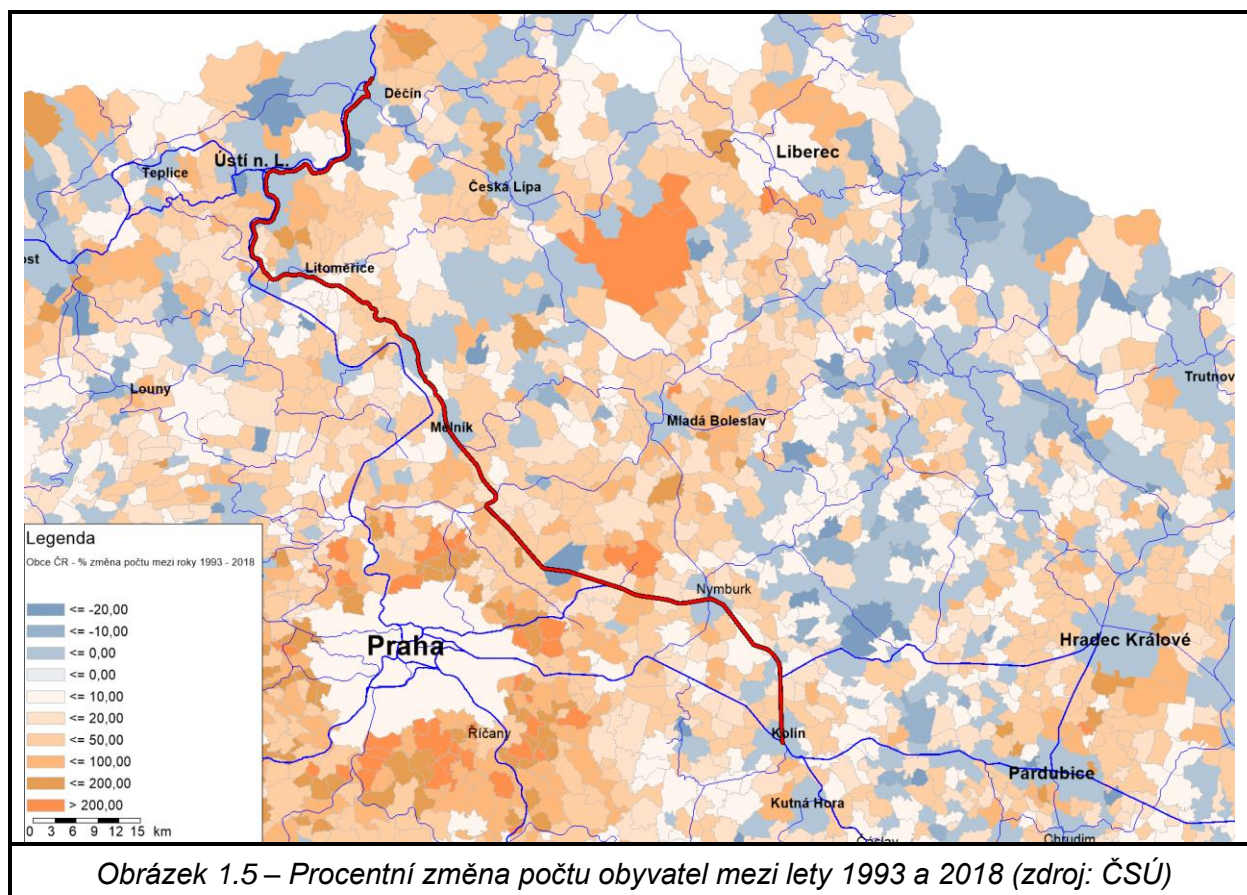 Děčín
Ústí n. L.
Teplice
Liberec
Česká Lípa
ost
Litoměřice
Trutnov
Louny
Mělník
Mladá Boleslav
Legenda
Obce ČR - % změna počtu mezi roky 1993 - 2018
<= -20,00
<= -10,00
<= 0,00
<= 0,00
<= 10,00
<= 20,00
<= 50,00
<= 100,00
<= 200,00
> 200,00
0 3 6 9 12 15 km
Nymburk
Praha
Hradec Králové
Říčany
Kolín
Pardubice
Kutná Hora
Čáslav
Chrudim
Obrázek 1.5 – Procentní změna počtu obyvatel mezi lety 1993 a 2018 (zdroj: ČSÚ)